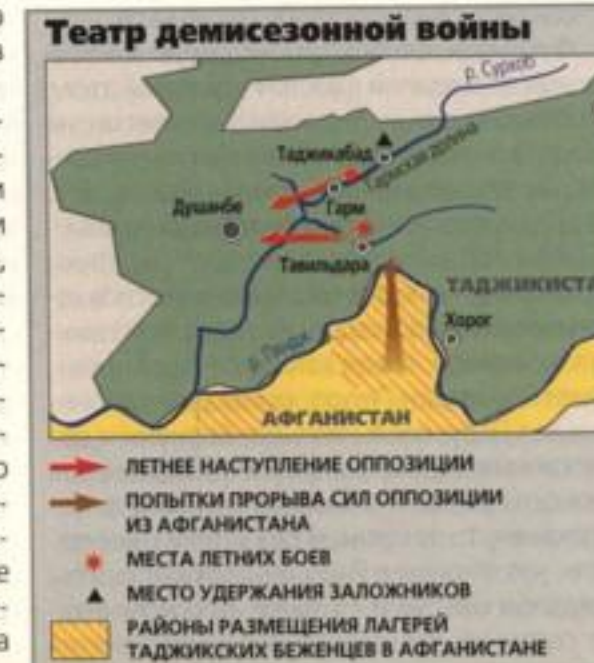 Театр демисезонной войны
р. Сурхоб
Таджикабад
Гармская долина
Душанбе
Гарм
Тавильдара
ТАДЖИКИСТА
Хорог
р. Пяндж
АФГАНИСТАН
ЛЕТНЕЕ НАСТУПЛЕНИЕ ОППОЗИЦИИ
ПОПЫТКИ ПРОРЫВА СИЛ ОППОЗИЦИИ
ИЗ АФГАНИСТАНА
МЕСТА ЛЕТНИХ БОЕВ
МЕСТО УДЕРЖАНИЯ ЗАЛОЖНИКОВ
РАЙОНЫ РАЗМЕЩЕНИЯ ЛАГЕРЕЙ
ТАДЖИКСКИХ БЕЖЕНЦЕВ В АФГАНИСТАНЕ